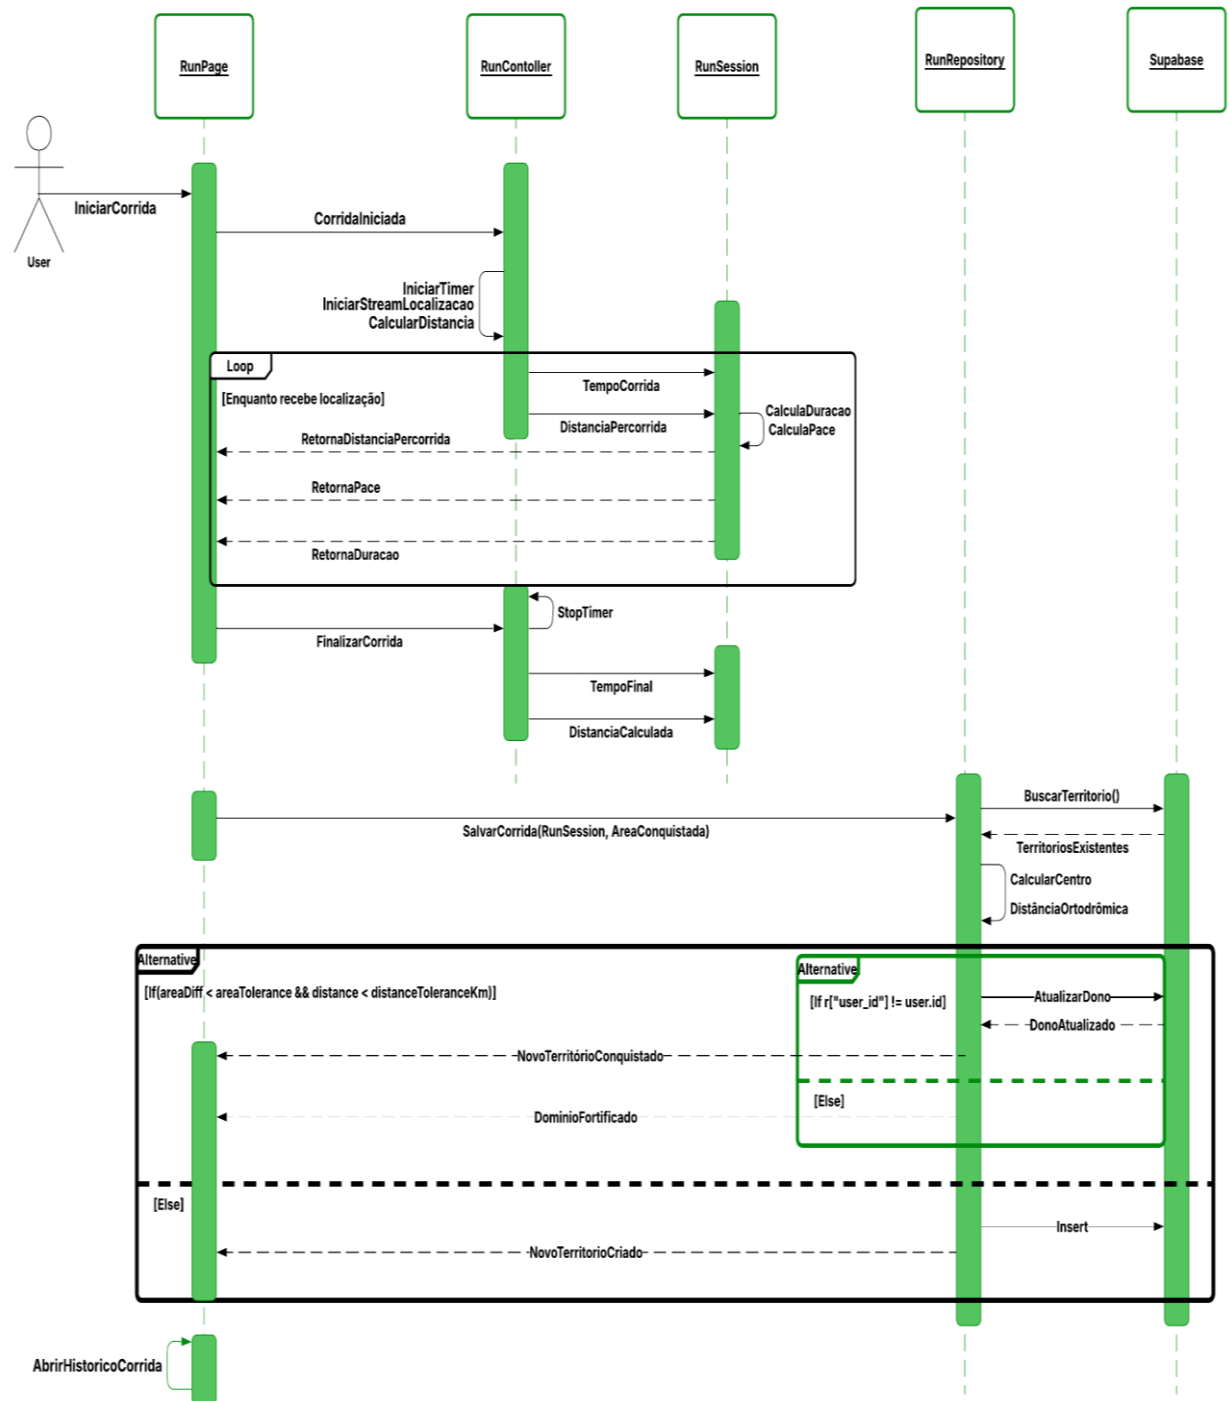 RunPage
RunContoller
RunSession
RunRepository
Supabase
IniciarCorrida
User
CorridaIniciada
IniciarTimer
IniciarStreamLocalizacao
CalcularDistancia
Loop
[Enquanto recebe localização]
TempoCorrida
DistanciaPercorrida
CalculaDuracao
CalculaPace
RetornaDistanciaPercorrida
RetornaPace
RetornaDuracao
StopTimer
FinalizarCorrida
TempoFinal
DistanciaCalculada
BuscarTerritorio()
SalvarCorrida(RunSession, AreaConquistada)
TerritoriosExistentes
CalcularCentro
DistânciaOrtodrômica
Alternative
[If(areaDiff < areaTolerance && distance < distanceToleranceKm)]
Alternative
[If r["user_id"] != user.id]
AtualizarDono
DonoAtualizado
NovoTerritórioConquistado
[Else]
DominioFortificado
[Else]
Insert
NovoTerritorioCriado
AbrirHistoricoCorrida